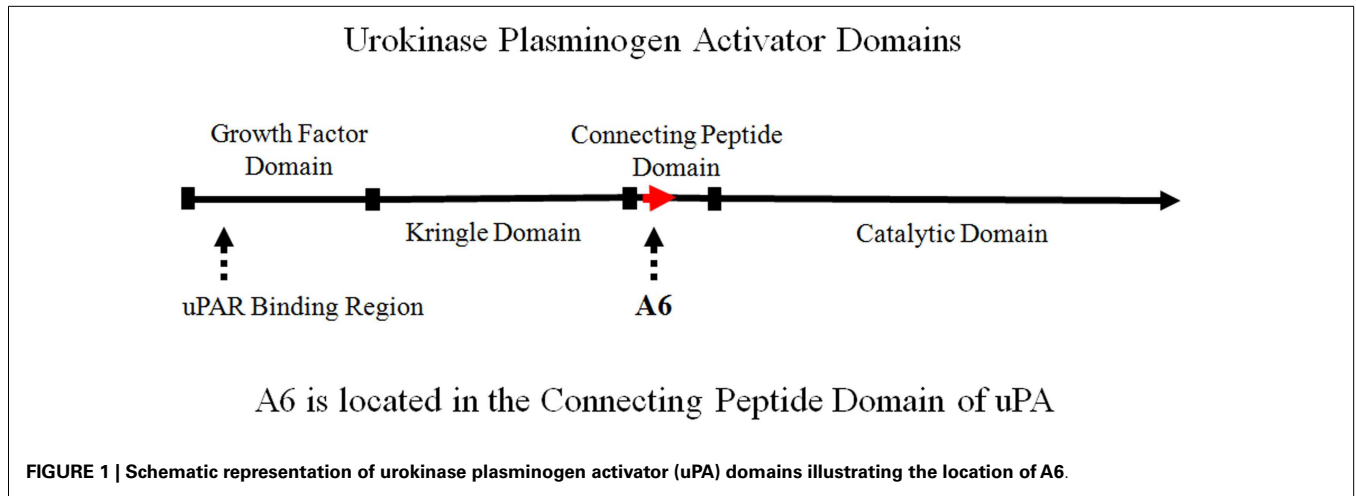 Urokinase Plasminogen Activator Domains
Growth Factor
Domain
Connecting Peptide
Domain
Kringle Domain
Catalytic Domain
uPAR Binding Region
A6
A6 is located in the Connecting Peptide Domain of uPA
FIGURE 1 | Schematic representation of urokinase plasminogen activator (uPA) domains illustrating the location of A6.